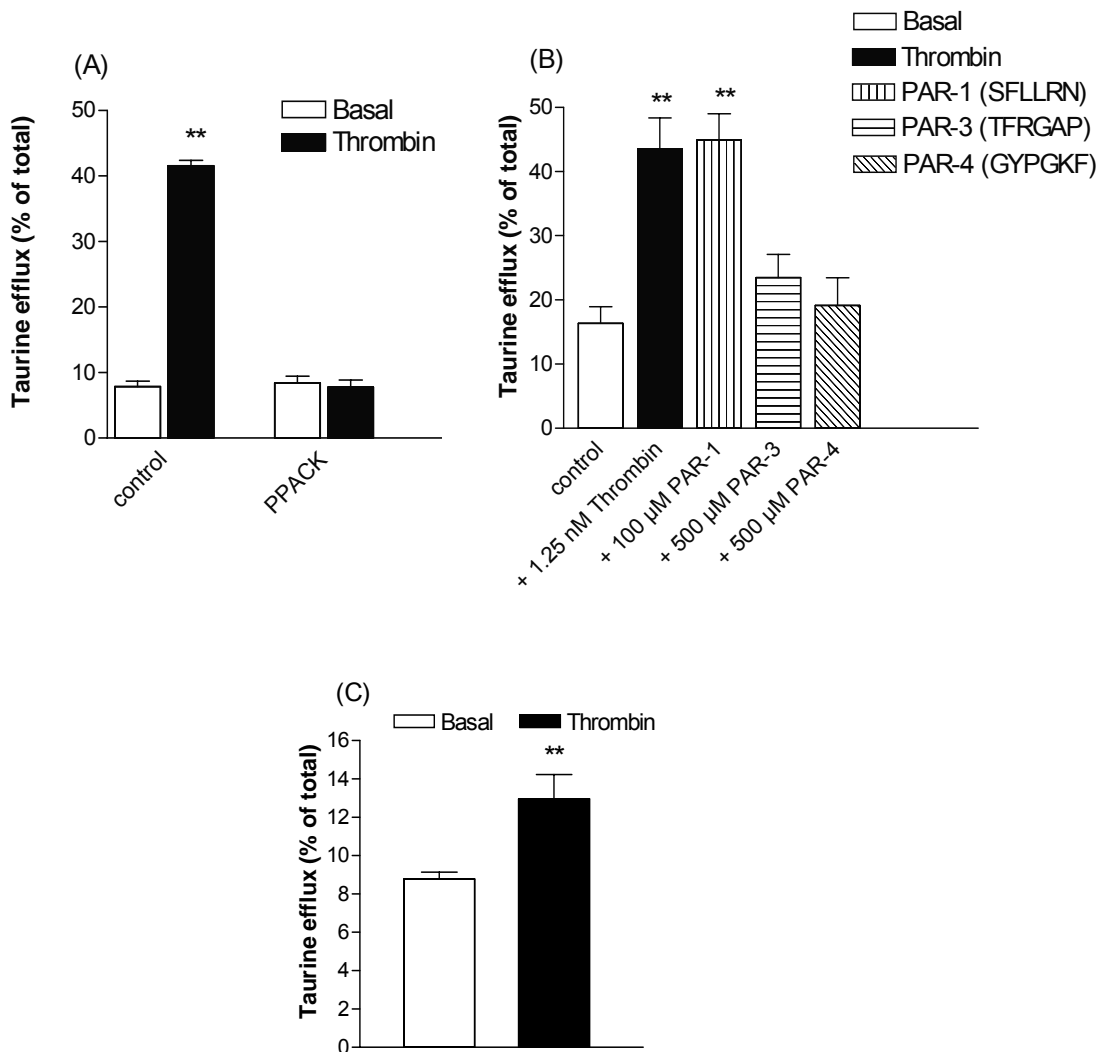 (A)
Basal
Thrombin
Taurine efflux (% of total)
50
40
30
20
10
0
**
control
PPACK
(B)
Basal
Thrombin
PAR-1 (SFLLRN)
PAR-3 (TFRGAP)
PAR-4 (GYPGKF)
Taurine efflux (% of total)
50
40
30
20
10
0
**
**
control
+ 1.25 nM Thrombin
+ 100 µM PAR-1
+ 500 µM PAR-3
+ 500 µM PAR-4
(C)
Basal
Thrombin
Taurine efflux (% of total)
16
14
12
10
8
6
4
2
0
**